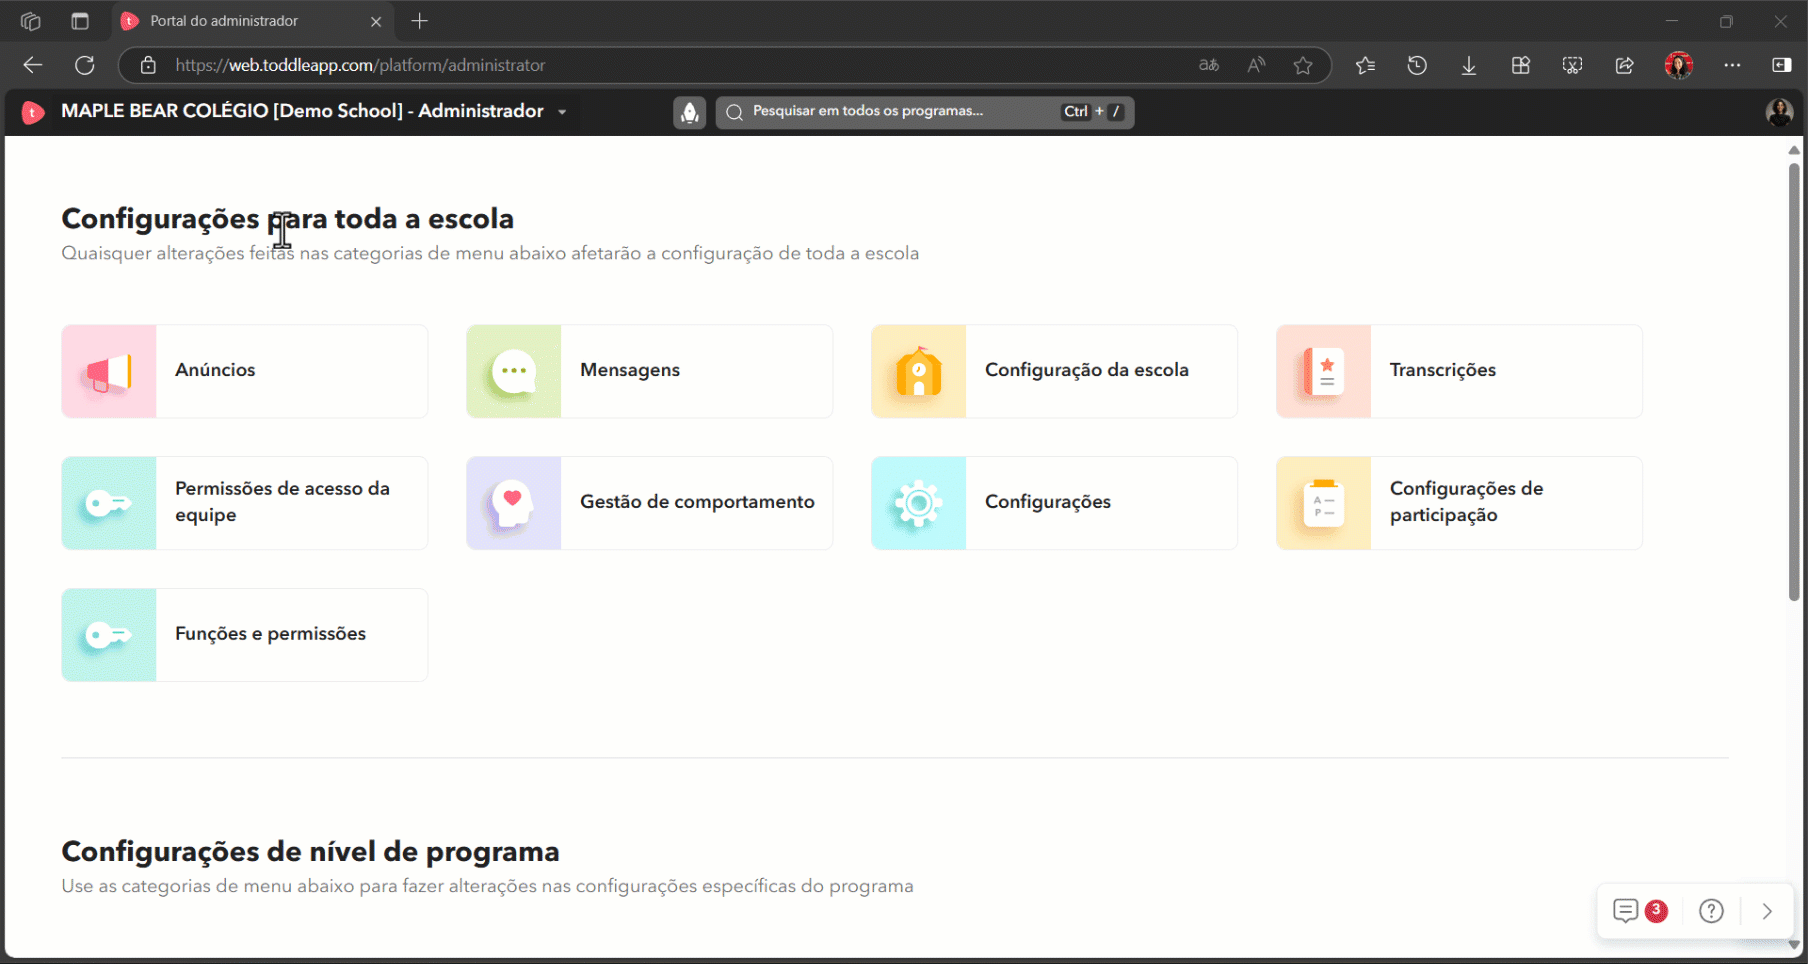 Portal do administrador
https://web.toddleapp.com/platform/administrator
MAPLE BEAR COLÉGIO [Demo School] - Administrador
Pesquisar em todos os programas...
Ctrl + /
Configurações para toda a escola
Quaisquer alterações feitas nas categorias de menu abaixo afetarão a configuração de toda a escola
Anúncios
Mensagens
Configuração da escola
Transcrições
Permissões de acesso da
equipe
Gestão de comportamento
Configurações
Configurações de
participação
Funções e permissões
Configurações de nível de programa
Use as categorias de menu abaixo para fazer alterações nas configurações específicas do programa
3